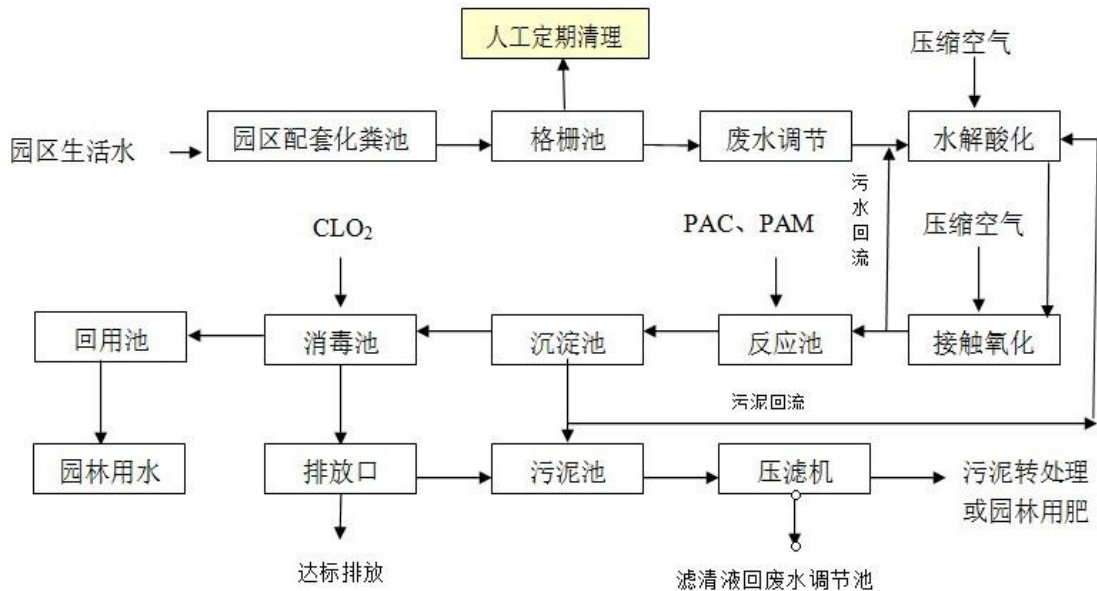 人工定期清理
压缩空气
园区生活水
园区配套化粪池
格栅池
废水调节
水解酸化
污水回流
CLO₂
PAC、PAM
压缩空气
回用池
消毒池
沉淀池
反应池
接触氧化
污泥回流
园林用水
排放口
污泥池
压滤机
污泥转处理
或园林用肥
达标排放
滤清液回废水调节池